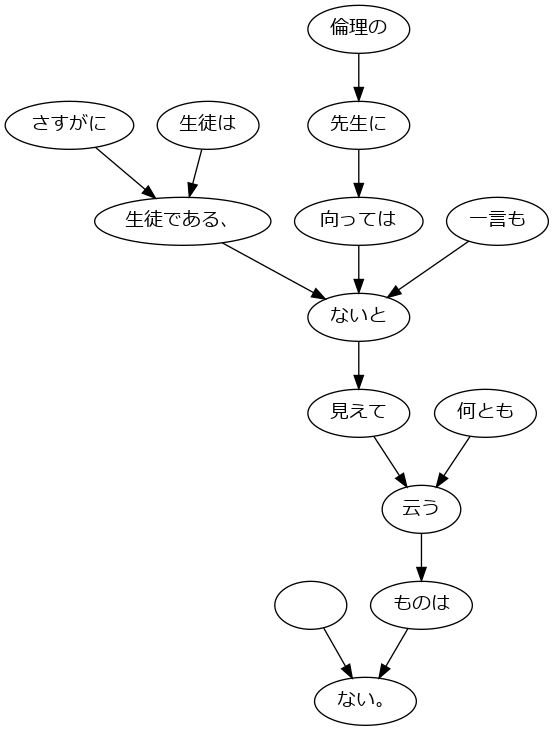 倫理の
さすがに
生徒は
先生に
生徒である、
向っては
一言も
ないと
見えて
何とも
云う
ものは
ない。